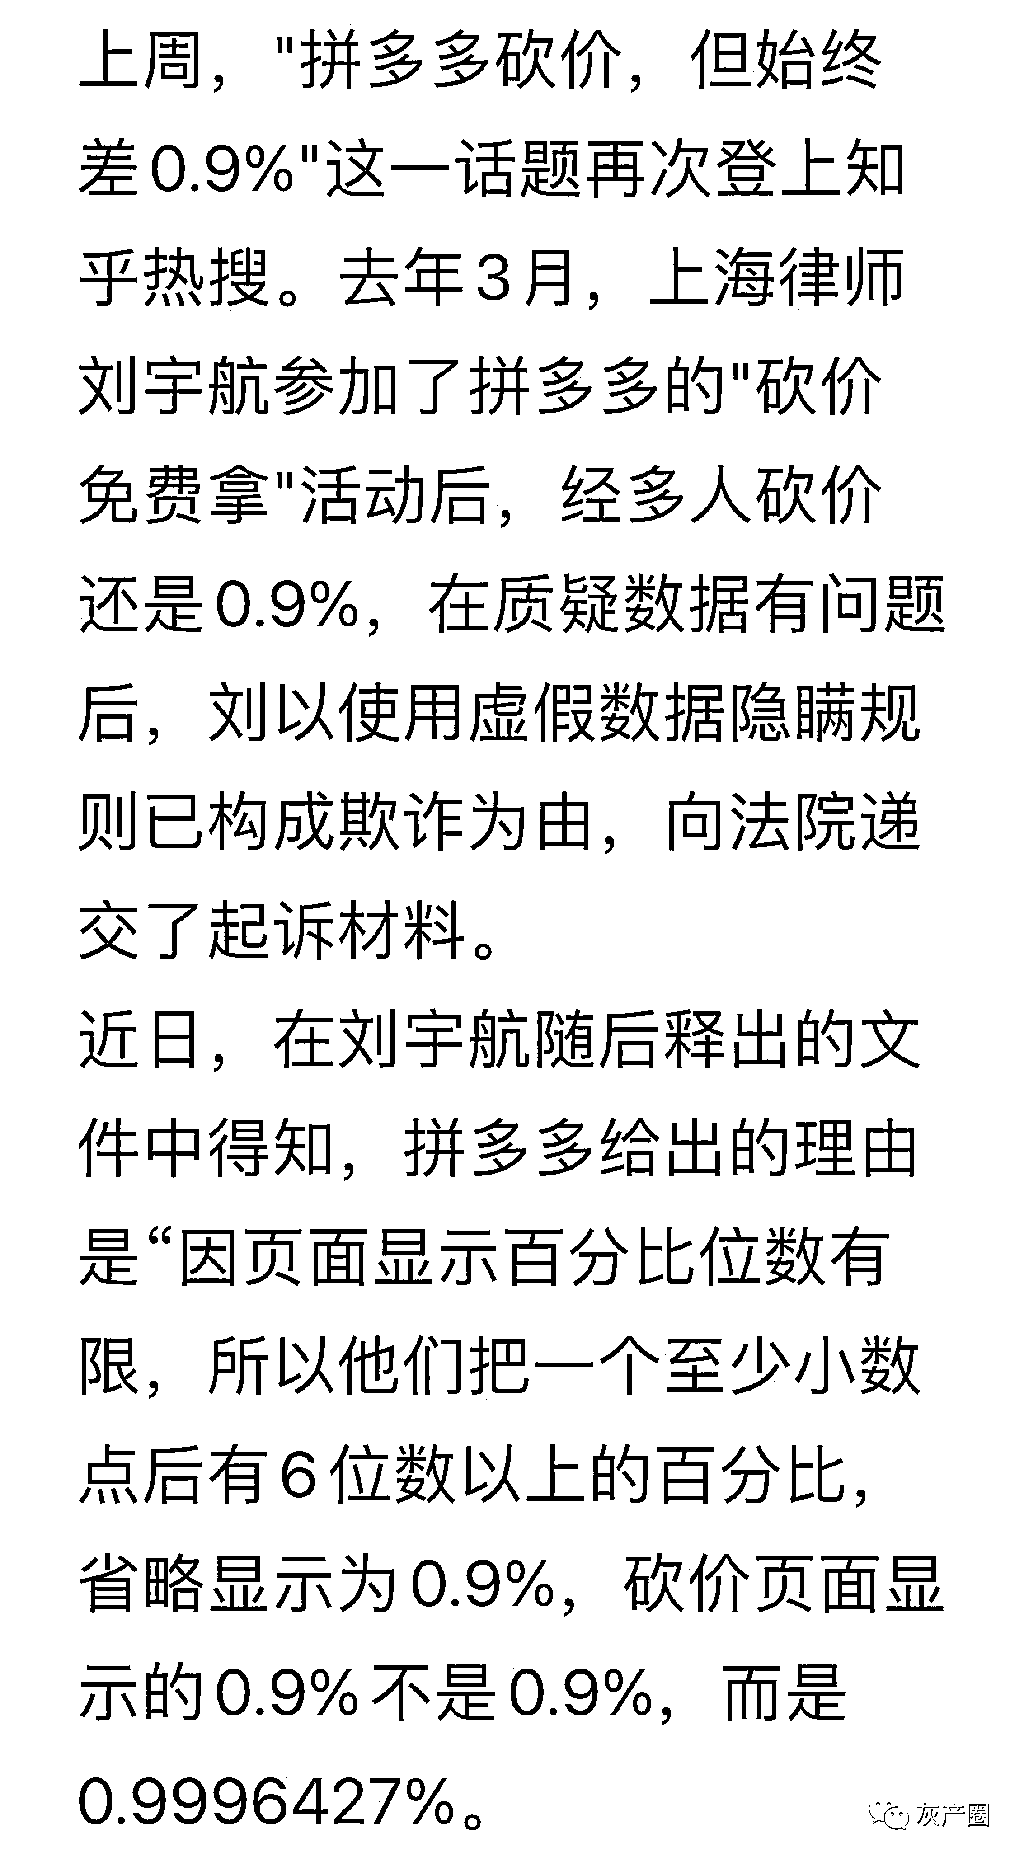 上周，"拼多多砍价，但始终
差0.9%"这一话题再次登上知
乎热搜。去年3月，上海律师
刘宇航参加了拼多多的"砍价
免费拿"活动后，经多人砍价
还是0.9%，在质疑数据有问题
后，刘以使用虚假数据隐瞒规
则已构成欺诈为由，向法院递
交了起诉材料。
近日，在刘宇航随后释出的文
件中得知，拼多多给出的理由
是“因页面显示百分比位数有
限，所以他们把一个至少小数
点后有6位数以上的百分比，
省略显示为0.9%，砍价页面显
示的0.9%不是0.9%，而是
0.9996427%。
灰产圈